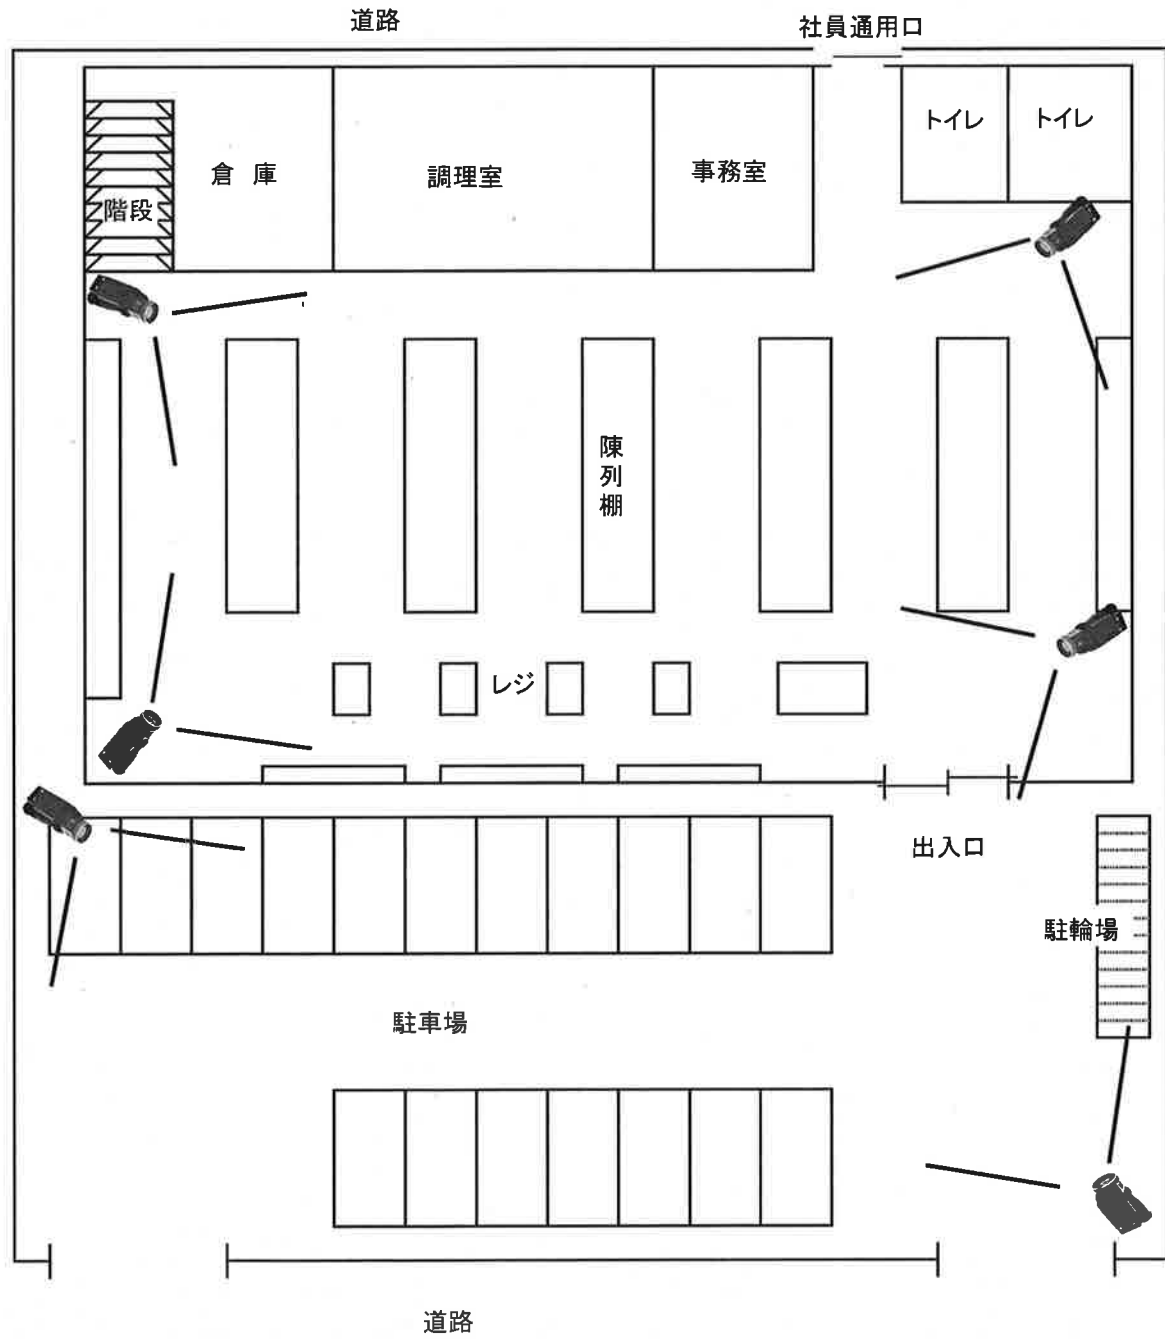 道路
社員通用口
トイレ
トイレ
倉 庫
調理室
事務室
階段
陳列棚
レジ
出入口
駐輪場
駐車場
道路